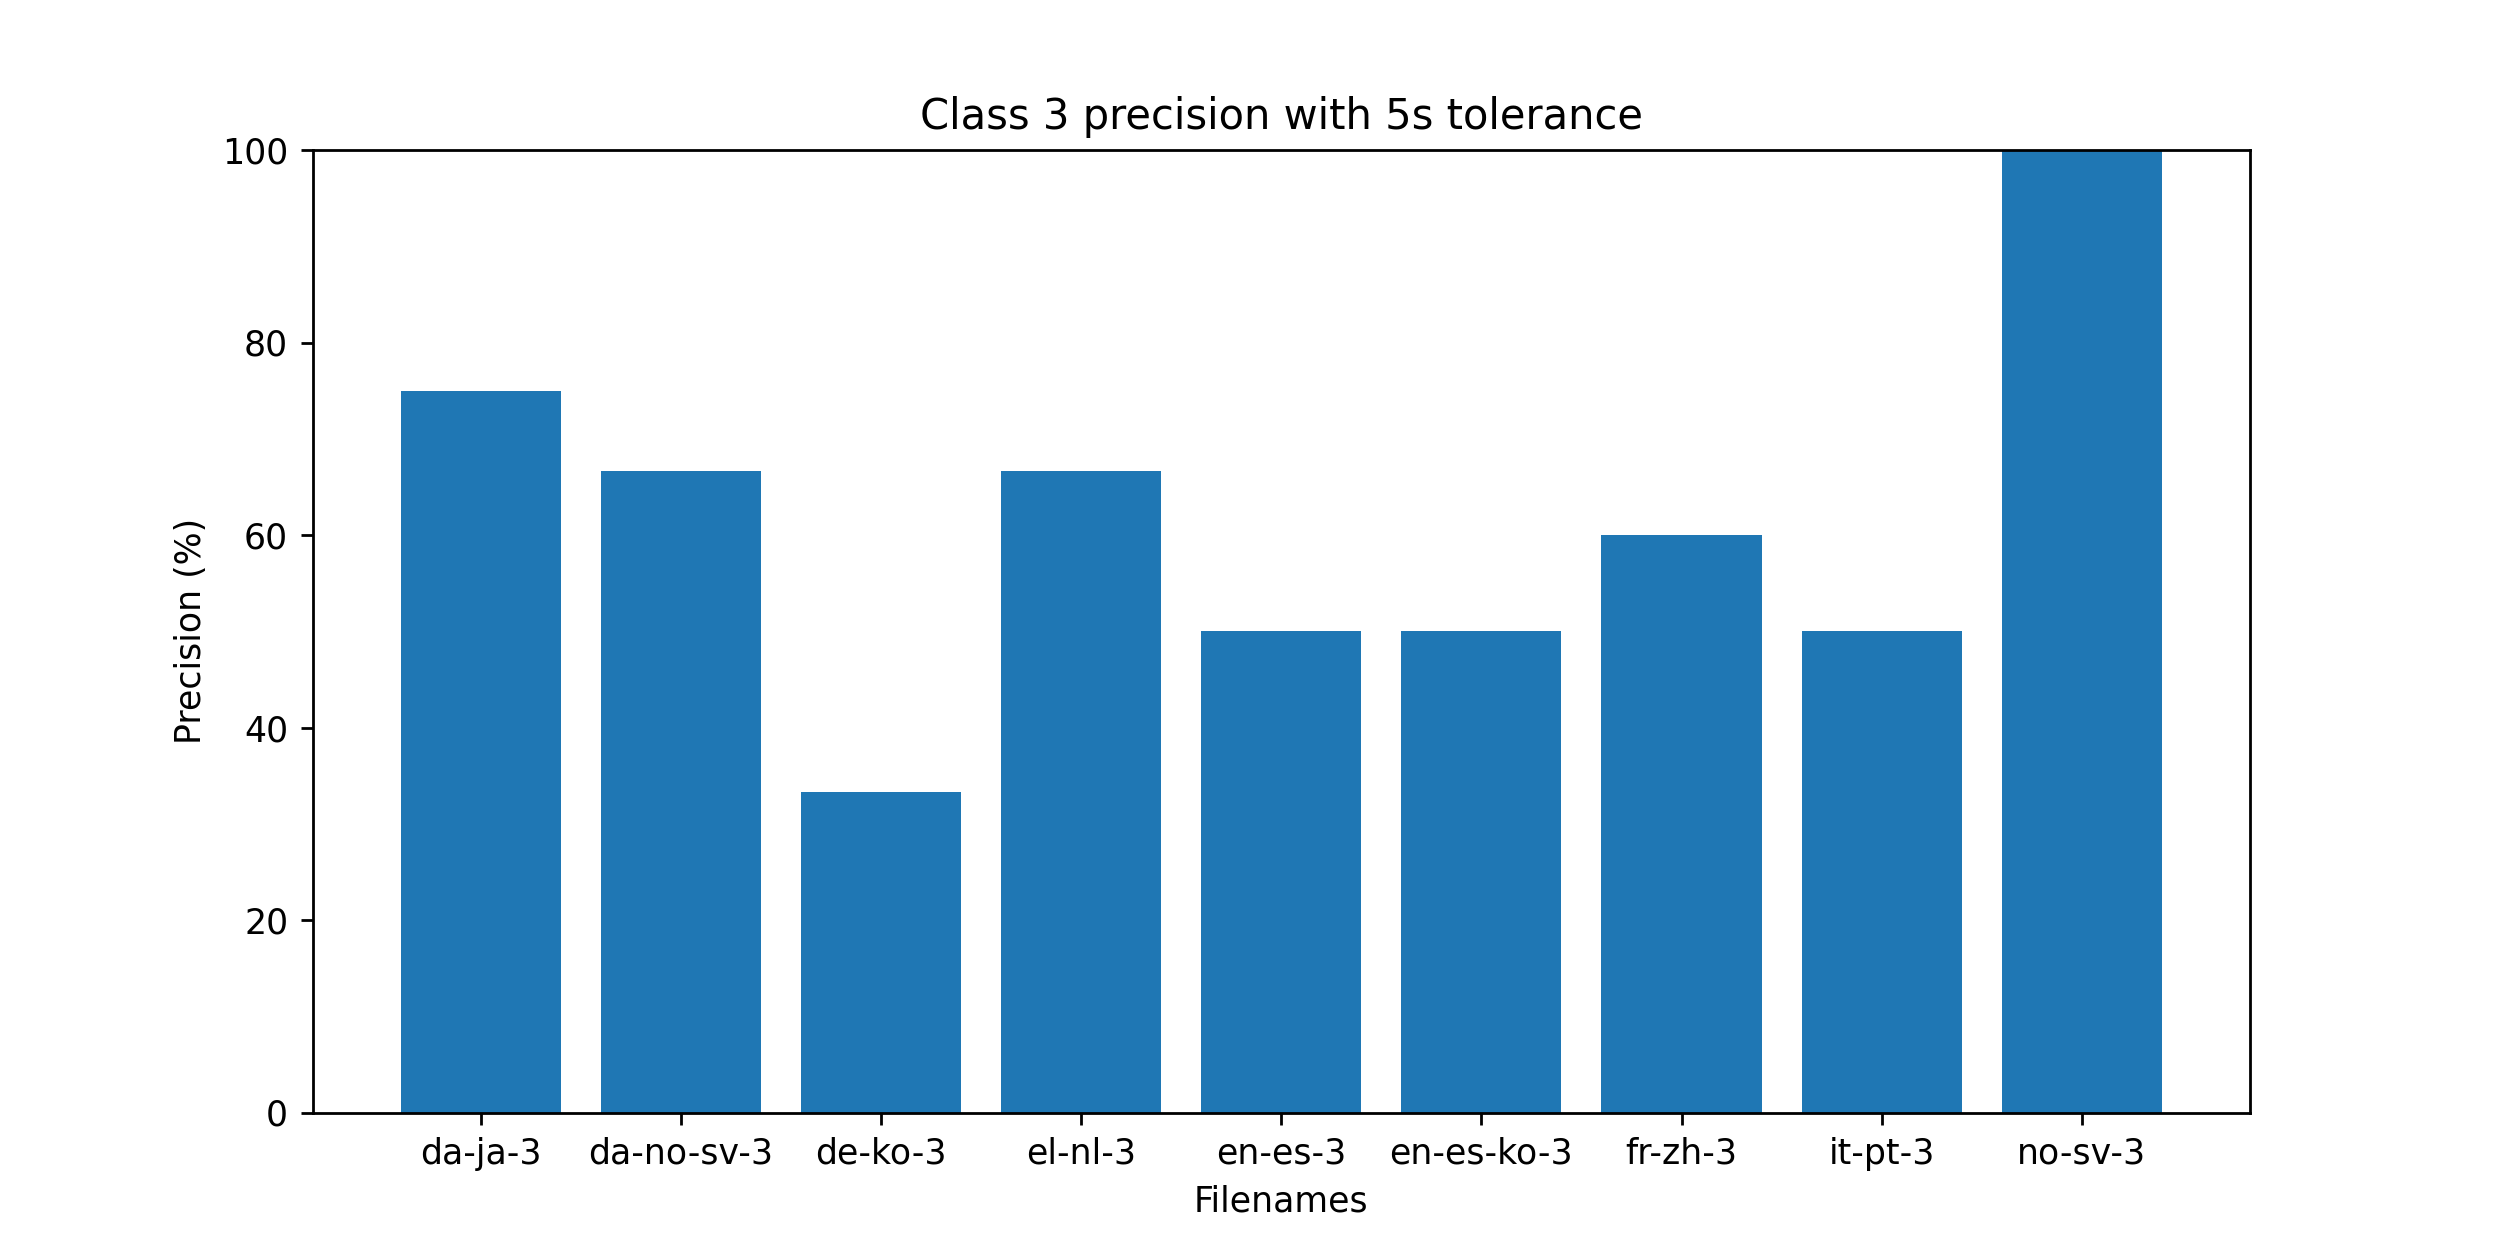 Class 3 precision with 5s tolerance
100
80
60
40
20
0
Precision (%)
da-ja-3 da-no-sv-3 de-ko-3 el-nl-3 en-es-3 en-es-ko-3 fr-zh-3 it-pt-3 no-sv-3
Filenames